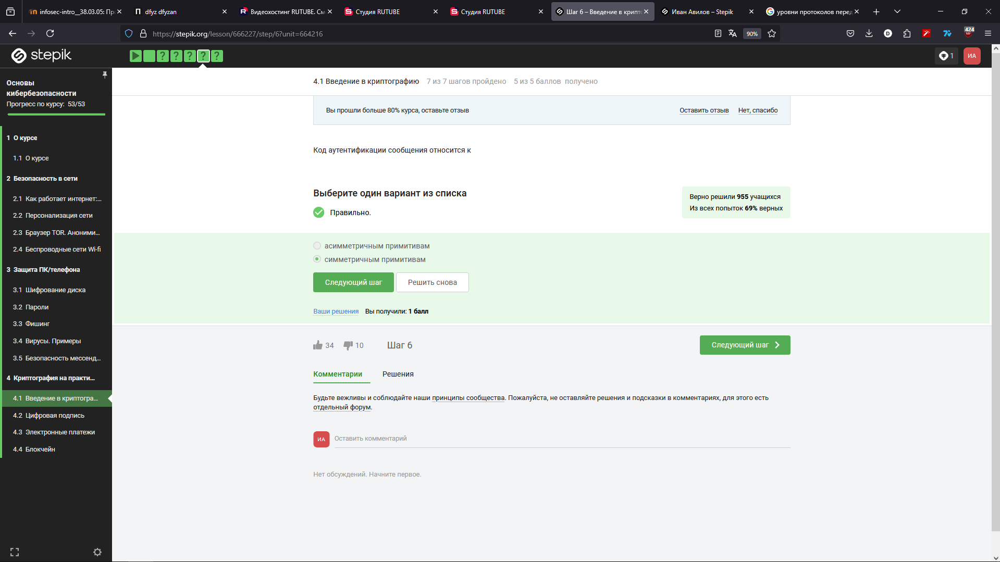 infosec-intro__38.03.05: Пр
dfyz dfyzan
Видеохостинг RUTUBE. См
Студия RUTUBE
Студия RUTUBE
Шаг 6 – Введение в крипт
Иван Авилов – Stepik
уровни протоколов перед
https://stepik.org/lesson/666227/step/6?unit=664216
90%
424
stepik
? ? ? ? ?
1
ИА
Основы
кибербезопасности
Прогресс по курсу: 53/53
1 О курсе
1.1 О курсе
2 Безопасность в сети
2.1 Как работает интернет:...
2.2 Персонализация сети
2.3 Браузер TOR. Аноними...
2.4 Беспроводные сети Wi-fi
3 Защита ПК/телефона
3.1 Шифрование диска
3.2 Пароли
3.3 Фишинг
3.4 Вирусы. Примеры
3.5 Безопасность мессенд...
4 Криптография на практи...
4.1 Введение в криптогра...
4.2 Цифровая подпись
4.3 Электронные платежи
4.4 Блокчейн
4.1 Введение в криптографию 7 из 7 шагов пройдено 5 из 5 баллов получено
Вы прошли больше 80% курса, оставьте отзыв
Оставить отзыв
Нет, спасибо
Код аутентификации сообщения относится к
Выберите один вариант из списка
Правильно.
Верно решили 955 учащихся
Из всех попыток 69% верных
асимметричным примитивам
симметричным примитивам
Следующий шаг
Решить снова
Ваши решения Вы получили: 1 балл
34
10
Шаг 6
Следующий шаг
Комментарии
Решения
Будьте вежливы и соблюдайте наши принципы сообщества. Пожалуйста, не оставляйте решения и подсказки в комментариях, для этого есть
отдельный форум.
ИА
Оставить комментарий
Нет обсуждений. Начните первое.